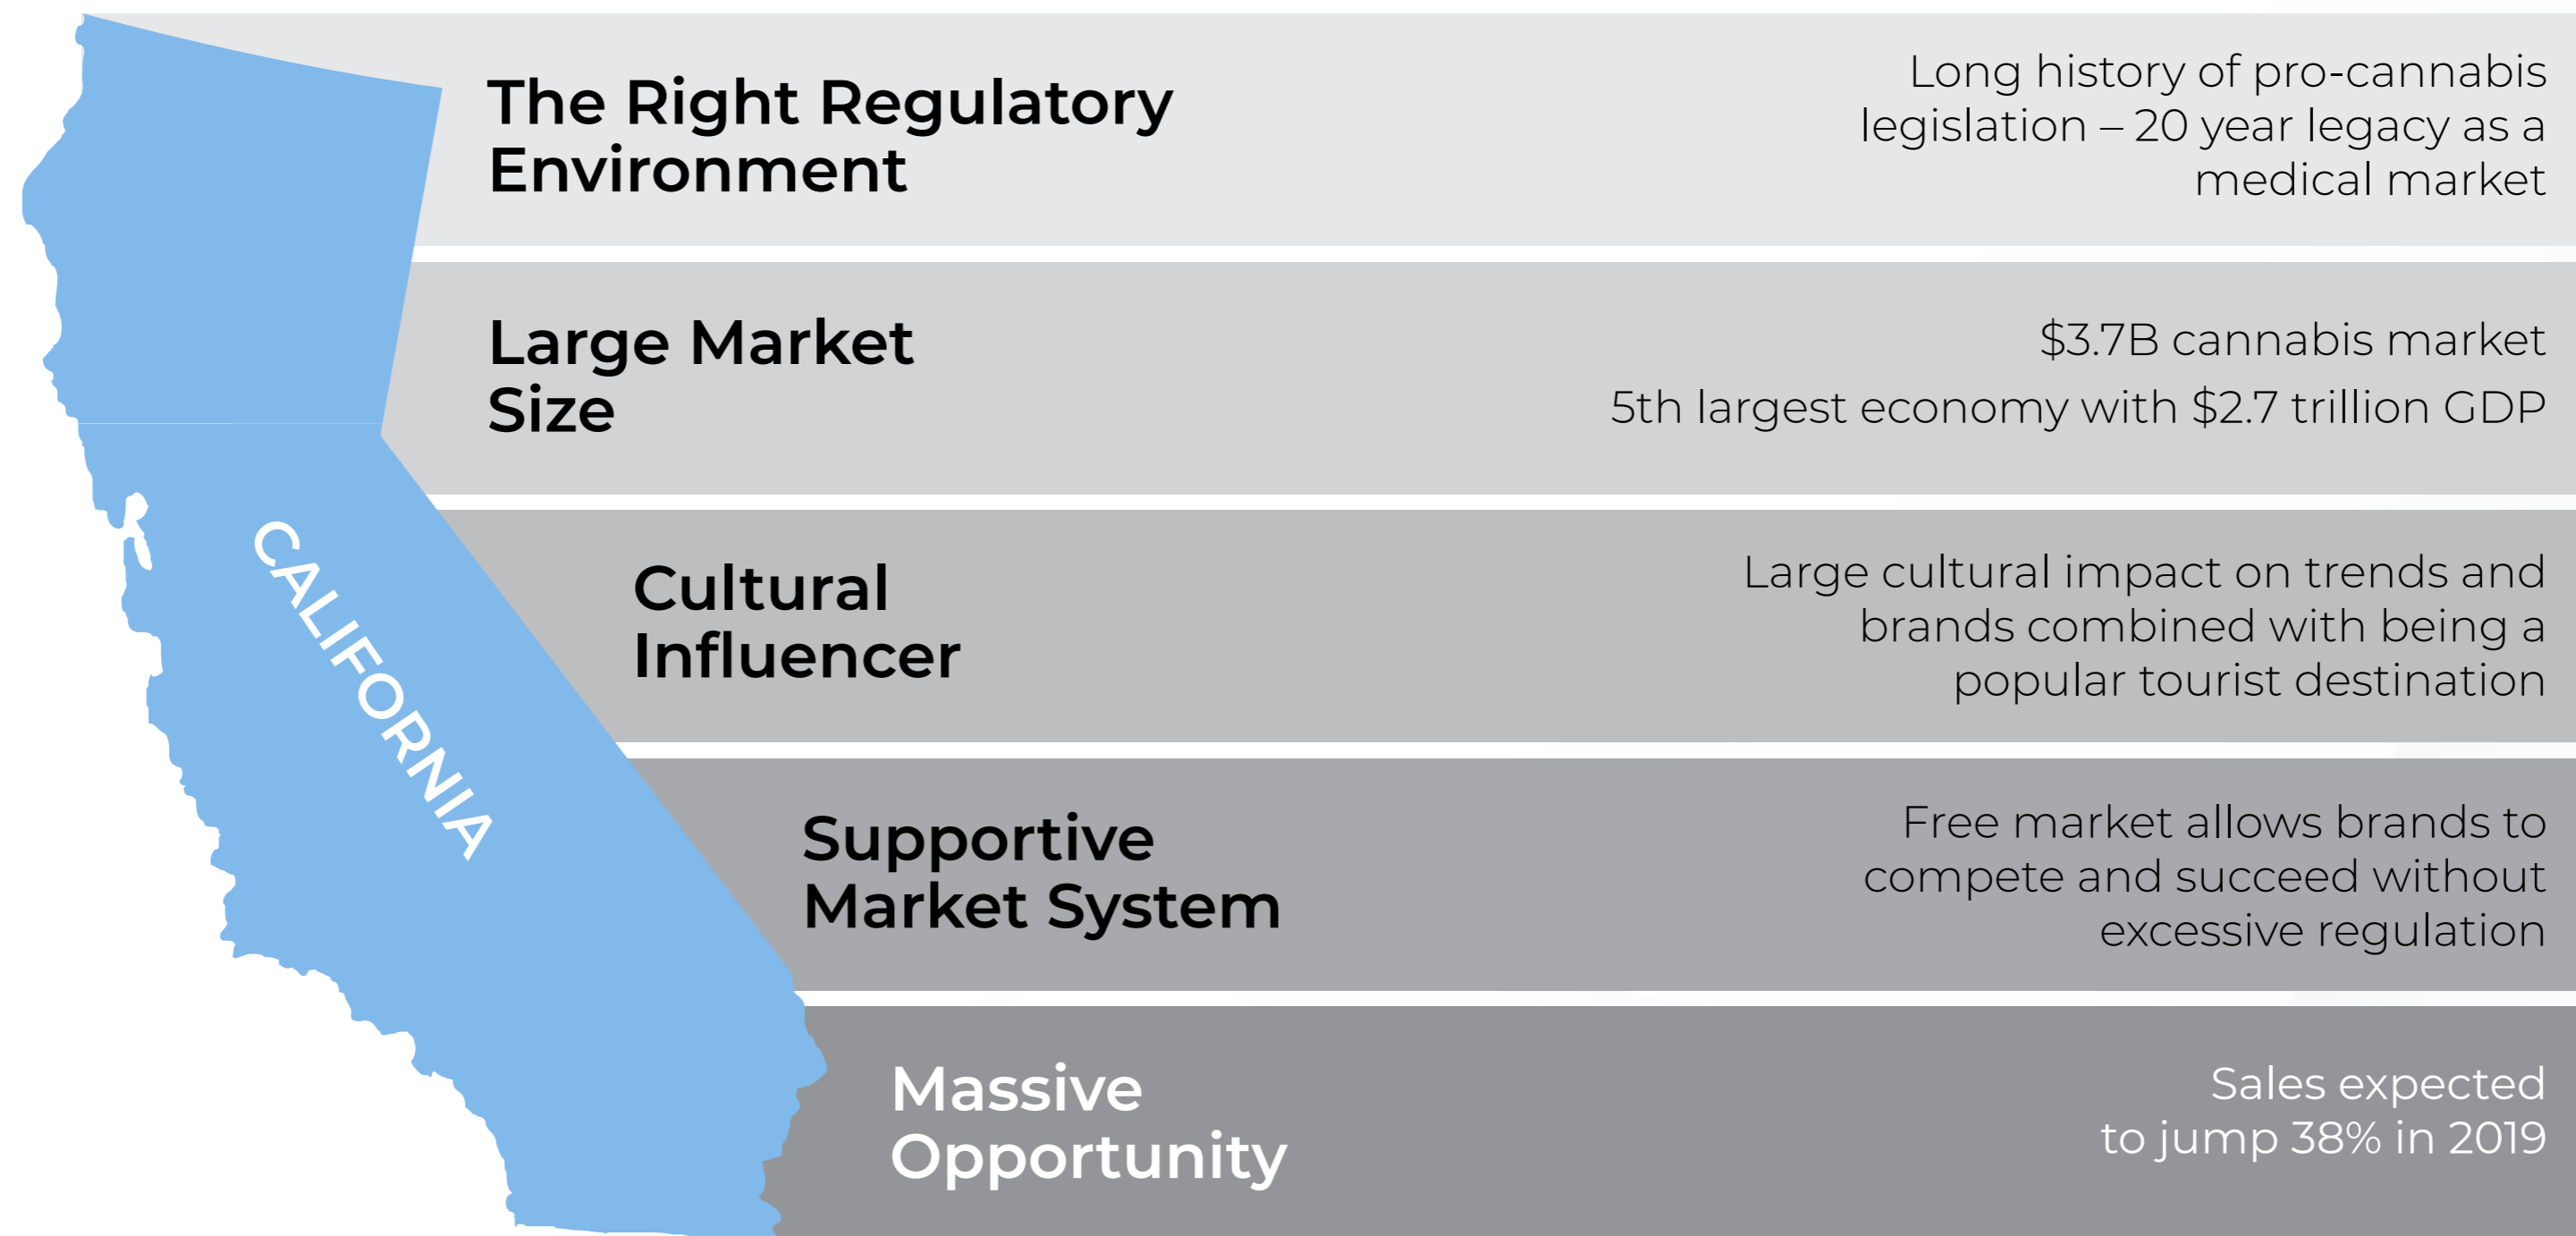 The Right Regulatory
Environment
Long history of pro-cannabis
legislation – 20 year legacy as a
medical market
Large Market
Size
$3.7B cannabis market
5th largest economy with $2.7 trillion GDP
CALIFORNIA
Cultural
Influencer
Large cultural impact on trends and
brands combined with being a
popular tourist destination
Supportive
Market System
Free market allows brands to
compete and succeed without
excessive regulation
Massive
Opportunity
Sales expected
to jump 38% in 2019